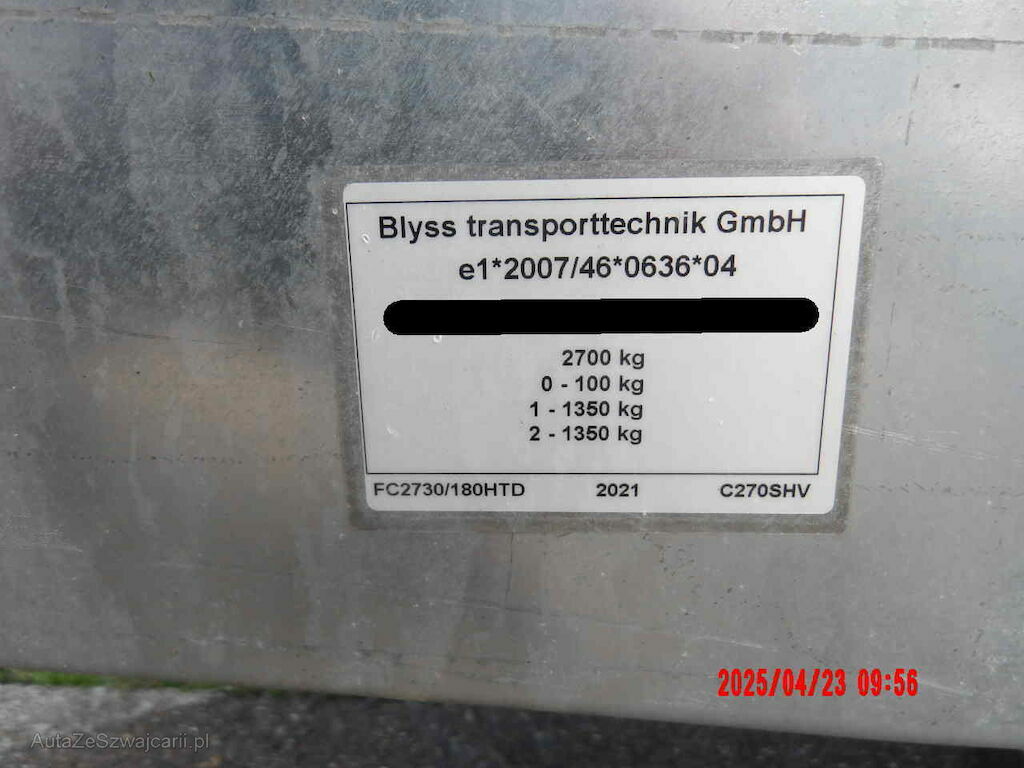 Blyss transporttechnik GmbH
e1*2007/46*0636*04
2700 kg
0 - 100 kg
1 - 1350 kg
2 - 1350 kg
FC2730/180HTD 2021 C270SHV
2025/04/23 09:56
AutaZeSzwajcarii.pl